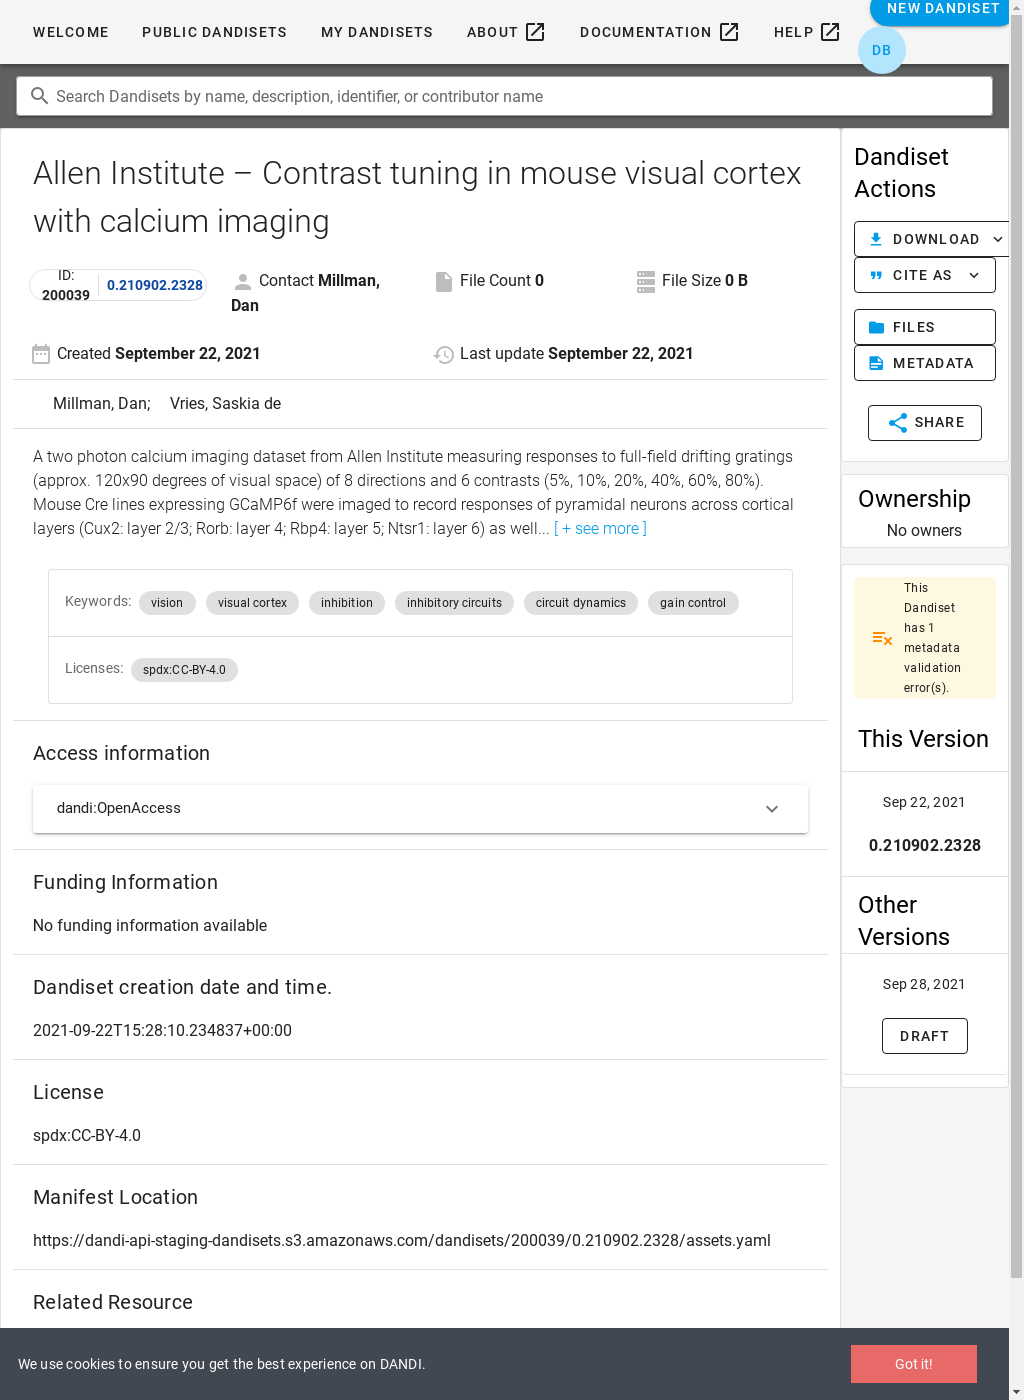 WELCOME PUBLIC DANDISETS MY DANDISETS ABOUT DOCUMENTATION HELP NEW DANDISET
DB
Search Dandisets by name, description, identifier, or contributor name
Allen Institute – Contrast tuning in mouse visual cortex
with calcium imaging
ID:
200039
0.210902.2328
Contact Millman,
Dan
File Count 0
File Size 0 B
Created September 22, 2021
Last update September 22, 2021
Millman, Dan; Vries, Saskia de
A two photon calcium imaging dataset from Allen Institute measuring responses to full-field drifting gratings
(approx. 120x90 degrees of visual space) of 8 directions and 6 contrasts (5%, 10%, 20%, 40%, 60%, 80%).
Mouse Cre lines expressing GCaMP6f were imaged to record responses of pyramidal neurons across cortical
layers (Cux2: layer 2/3; Rorb: layer 4; Rbp4: layer 5; Ntsr1: layer 6) as well... [ + see more ]
Keywords: vision visual cortex inhibition inhibitory circuits circuit dynamics gain control
Licenses: spdx:CC-BY-4.0
Access information
dandi:OpenAccess
Funding Information
No funding information available
Dandiset creation date and time.
2021-09-22T15:28:10.234837+00:00
License
spdx:CC-BY-4.0
Manifest Location
https://dandi-api-staging-dandisets.s3.amazonaws.com/dandisets/200039/0.210902.2328/assets.yaml
Related Resource
Dandiset
Actions
DOWNLOAD
CITE AS
FILES
METADATA
SHARE
Ownership
No owners
This
Dandiset
has 1
metadata
validation
error(s).
This Version
Sep 22, 2021
0.210902.2328
Other
Versions
Sep 28, 2021
DRAFT
We use cookies to ensure you get the best experience on DANDI.
Got it!